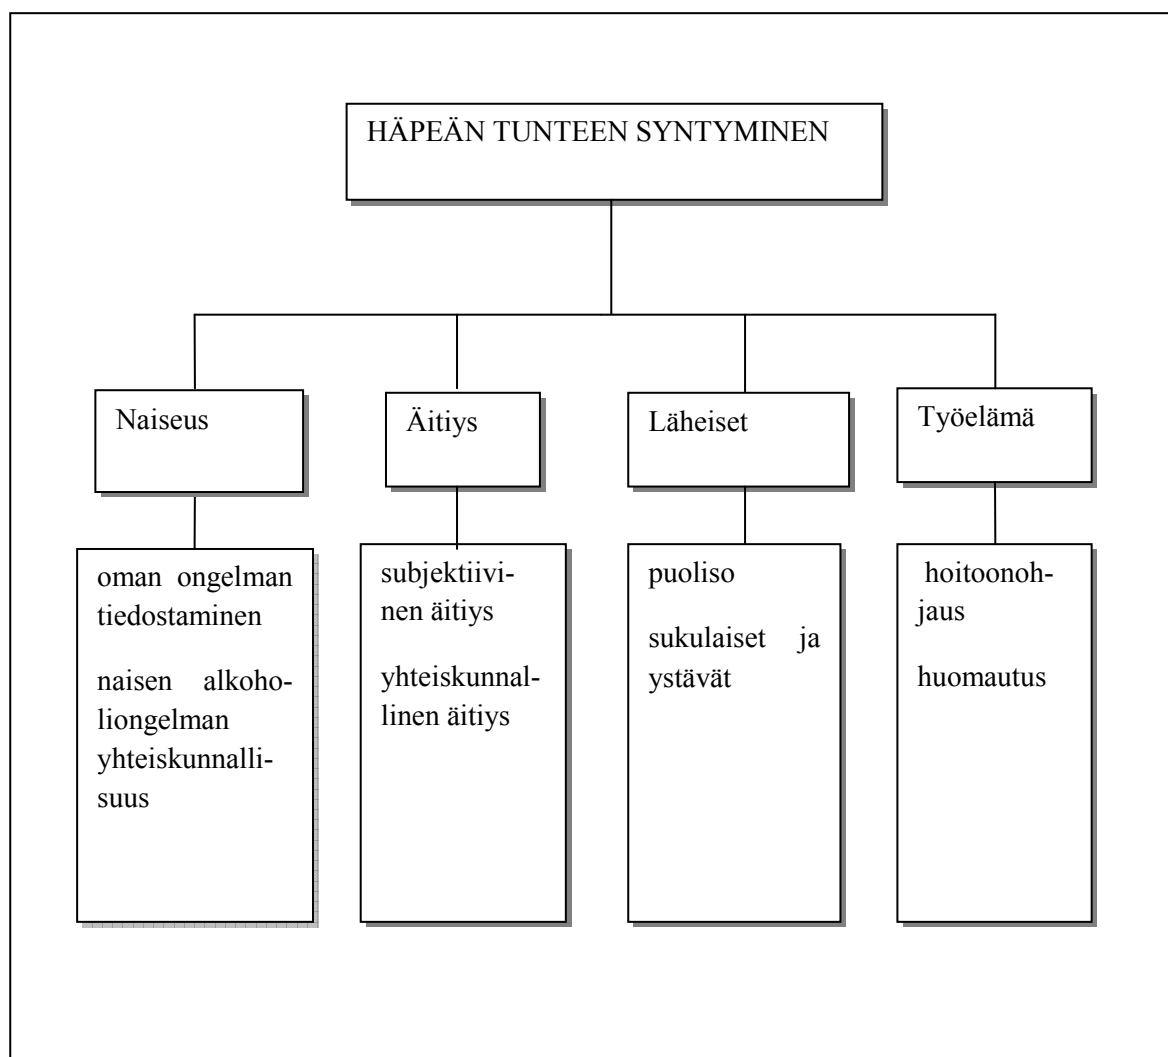 HÄPEÄN TUNTEEN SYNTYMINEN
Naiseus
Äitiys
Läheiset
Työelämä
oman ongelman
tiedostaminen
naisen alkoho-
liongelman
yhteiskunnalli-
suus
subjektiivi-
nen äitiys
yhteiskunnal-
linen äitiys
puoliso
sukulaiset ja
ystävät
hoitoonoh-
jaus
huomautus